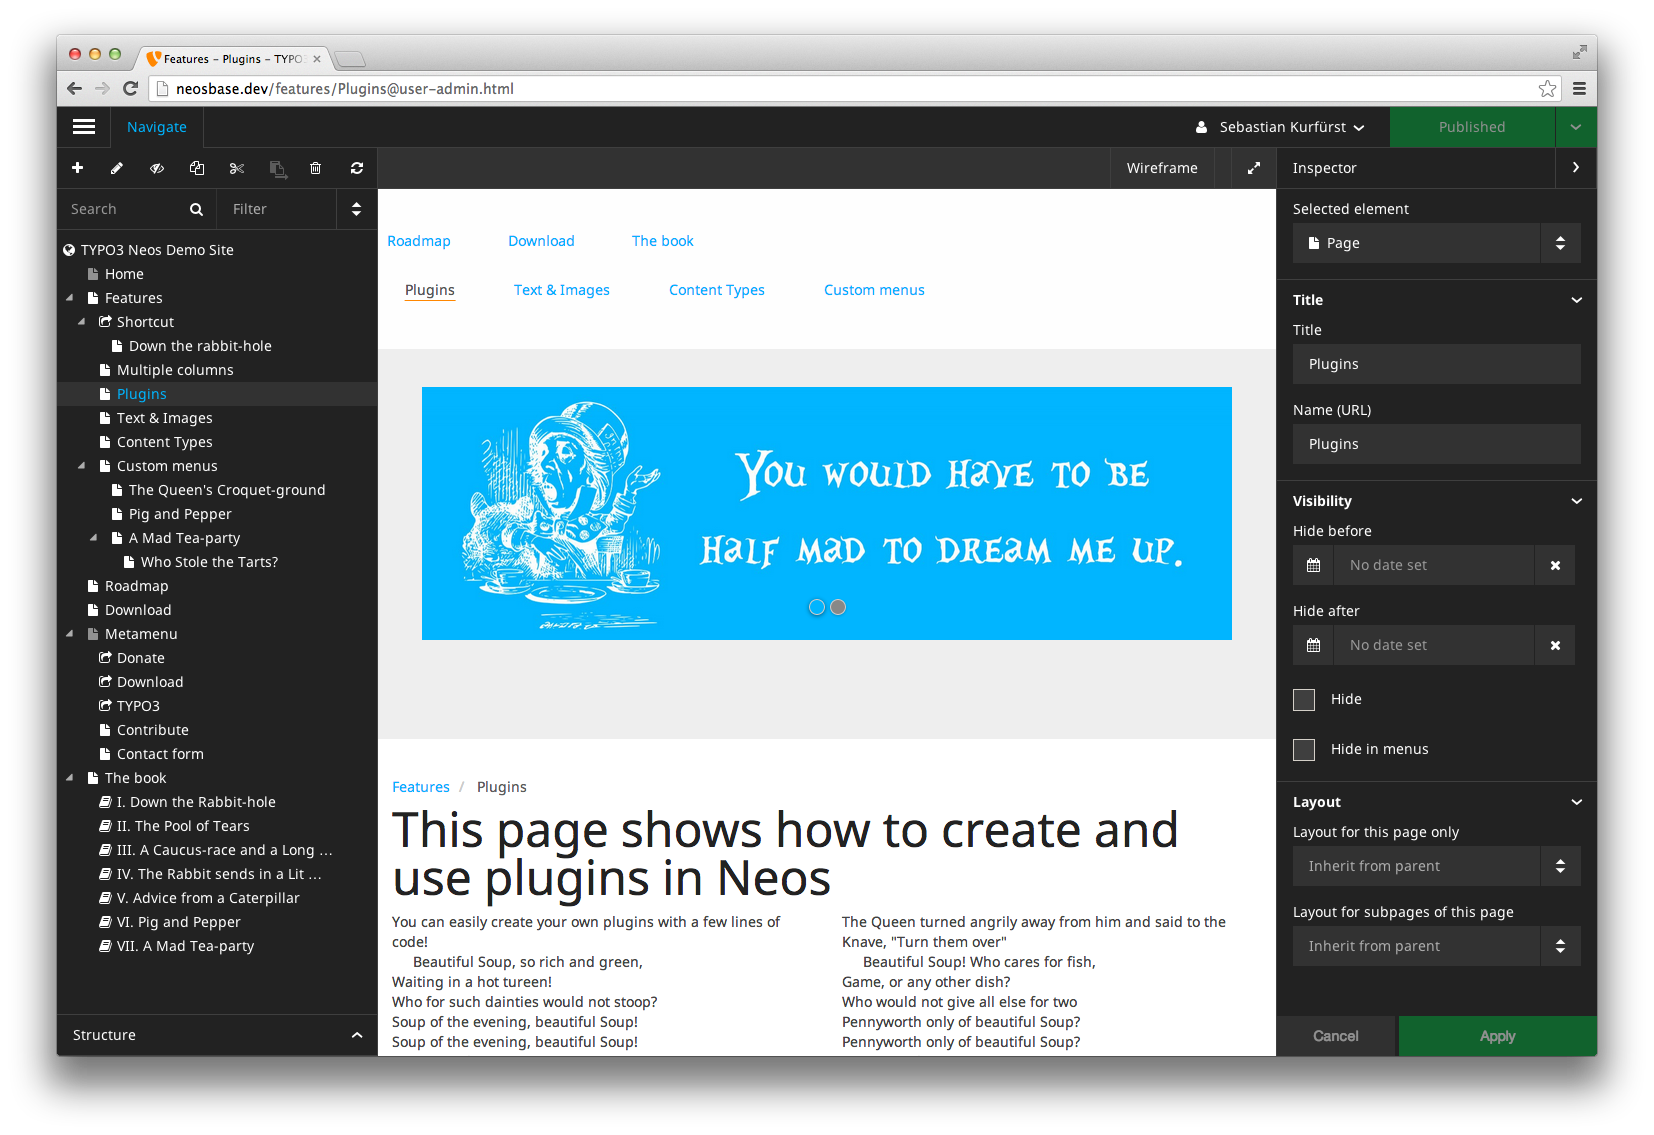 Features – Plugins – TYPO
neosbase.dev/features/Plugins@user-admin.html
Navigate
Sebastian Kurfürst
Published
Wireframe
Inspector
Search
Filter
TYPO3 Neos Demo Site
Home
Features
Shortcut
Down the rabbit-hole
Multiple columns
Plugins
Text & Images
Content Types
Custom menus
The Queen's Croquet-ground
Pig and Pepper
A Mad Tea-party
Who Stole the Tarts?
Roadmap
Download
Metamenu
Donate
Download
TYPO3
Contribute
Contact form
The book
I. Down the Rabbit-hole
II. The Pool of Tears
III. A Caucus-race and a Long ...
IV. The Rabbit sends in a Lit ...
V. Advice from a Caterpillar
VI. Pig and Pepper
VII. A Mad Tea-party
Structure
Roadmap
Download
The book
Plugins
Text & Images
Content Types
Custom menus
You would have to be
half mad to dream me up.
Features / Plugins
This page shows how to create and
use plugins in Neos
You can easily create your own plugins with a few lines of
code!
Beautiful Soup, so rich and green,
Waiting in a hot tureen!
Who for such dainties would not stoop?
Soup of the evening, beautiful Soup!
Soup of the evening, beautiful Soup!
The Queen turned angrily away from him and said to the
Knave, "Turn them over"
Beautiful Soup! Who cares for fish,
Game, or any other dish?
Who would not give all else for two
Pennyworth only of beautiful Soup?
Pennyworth only of beautiful Soup?
Selected element
Page
Title
Title
Plugins
Name (URL)
Plugins
Visibility
Hide before
No date set
Hide after
No date set
Hide
Hide in menus
Layout
Layout for this page only
Inherit from parent
Layout for subpages of this page
Inherit from parent
Cancel
Apply